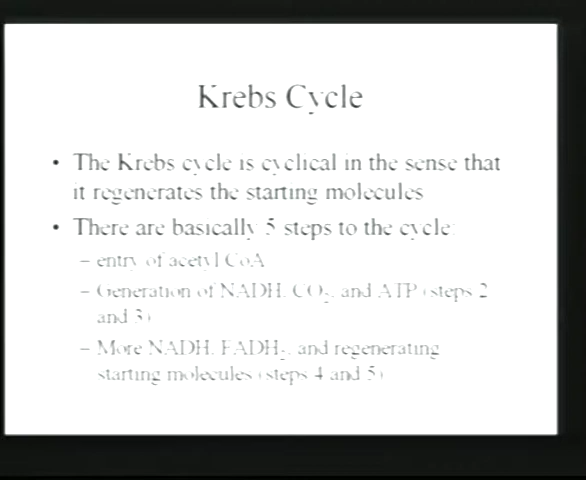 Krebs Cycle
• The Krebs cycle is cyclical in the sense that
it regenerates the starting molecules
• There are basically 5 steps to the cycle:
– entry of acetyl CoA
– Generation of NADH, CO₂, and ATP (steps 2
and 3)
– More NADH, FADH₂, and regenerating
starting molecules (steps 4 and 5)